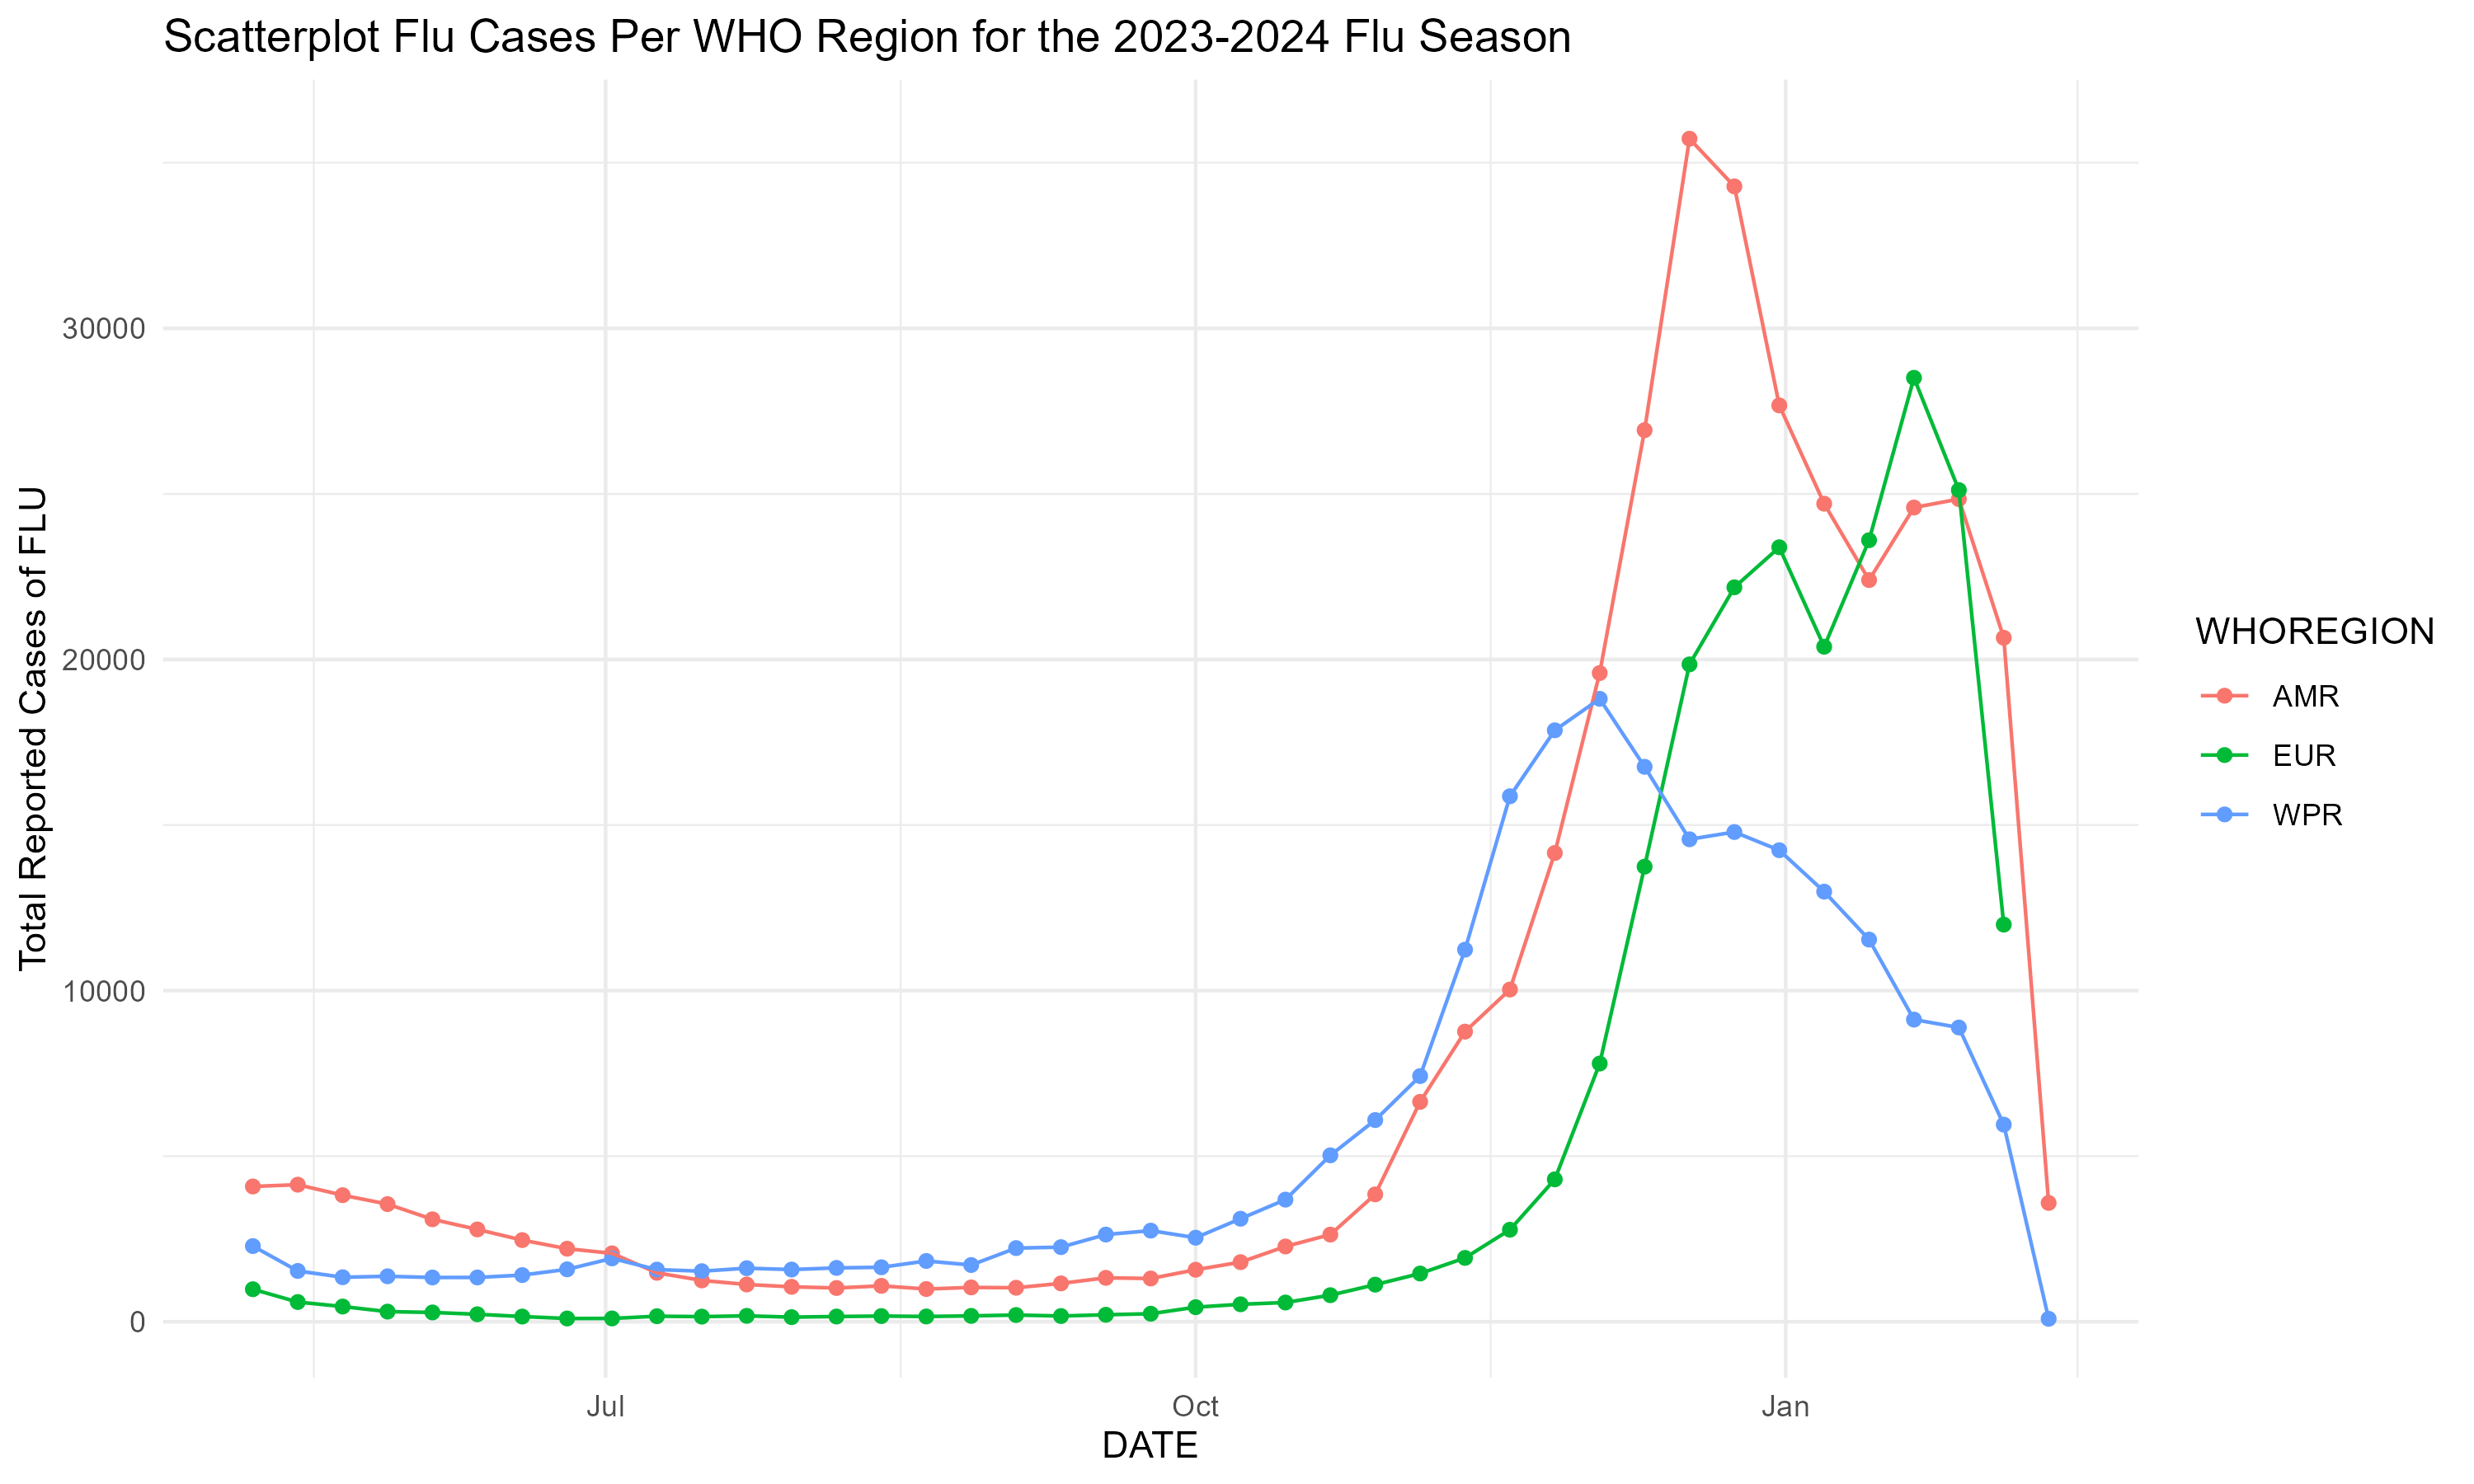 Scatterplot Flu Cases Per WHO Region for the 2023-2024 Flu Season
Total Reported Cases of FLU
30000
20000
10000
0
Jul
Oct
Jan
DATE
WHOREGION
AMR
EUR
WPR